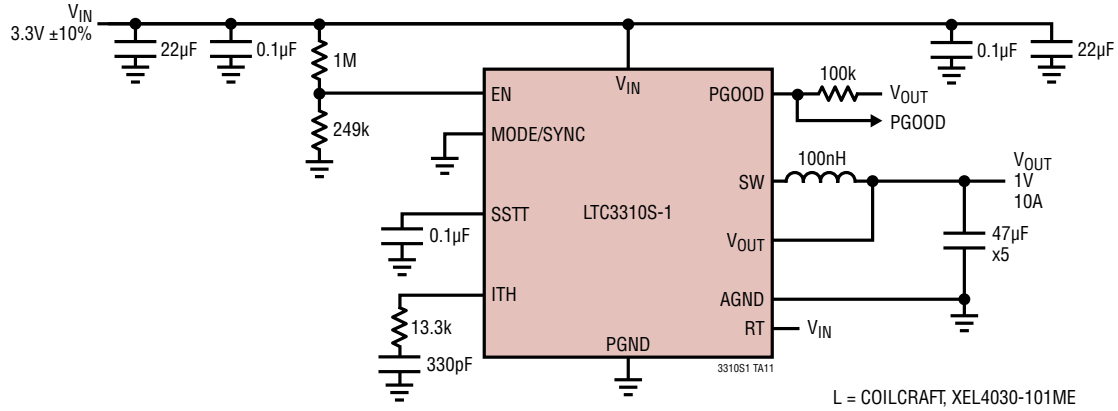 VIN
3.3V ±10%
22µF
0.1µF
1M
249k
0.1µF
22µF
VIN
EN
MODE/SYNC
SSTT
ITH
PGND
LTC3310S-1
PGOOD
SW
VOUT
AGND
RT
100k
VOUT
PGOOD
100nH
VOUT
1V
10A
47µF
x5
VIN
0.1µF
13.3k
330pF
3310S1 TA11
L = COILCRAFT, XEL4030-101ME